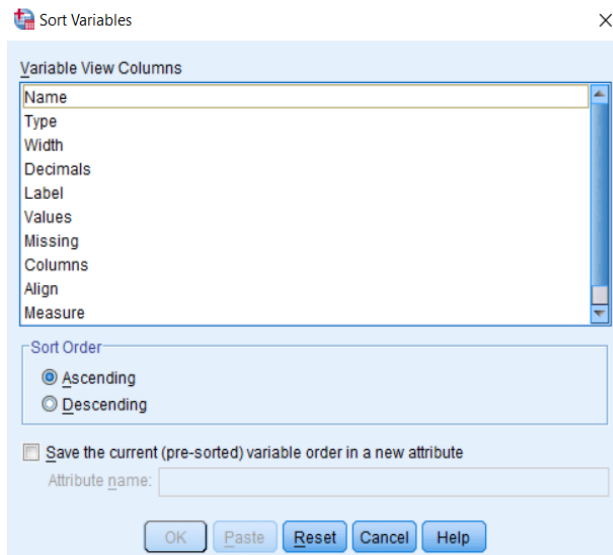 Sort Variables
Variable View Columns
Name
Type
Width
Decimals
Label
Values
Missing
Columns
Align
Measure
Sort Order
Ascending
Descending
Save the current (pre-sorted) variable order in a new attribute
Attribute name:
OK Paste Reset Cancel Help